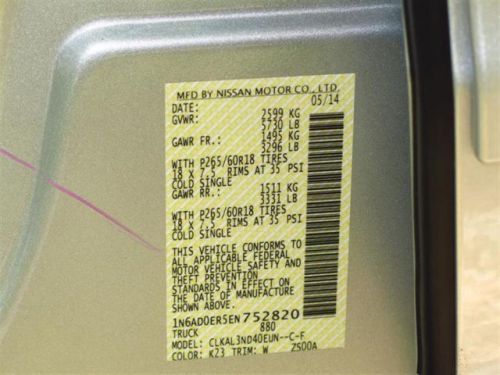 MFD BY NISSAN MOTOR CO., LTD.
DATE: 05/14
GVWR: 2599 KG
5730 LB
GAWR FR.: 1495 KG
3296 LB
WITH P265/60R18 TIRES
18 X 7.5 RIMS AT 35 PSI
COLD SINGLE
GAWR RR.: 1511 KG
3331 LB
WITH P265/60R18 TIRES
18 X 7.5 RIMS AT 35 PSI
COLD SINGLE
THIS VEHICLE CONFORMS TO
ALL APPLICABLE FEDERAL
MOTOR VEHICLE SAFETY AND
THEFT PREVENTION
STANDARDS IN EFFECT ON
THE DATE OF MANUFACTURE
SHOWN ABOVE.
1N6AD0ER5EN752820
TRUCK 880
MODEL: CLKAL3ND40EUN--C-F
COLOR: K23 TRIM: W ZS00A